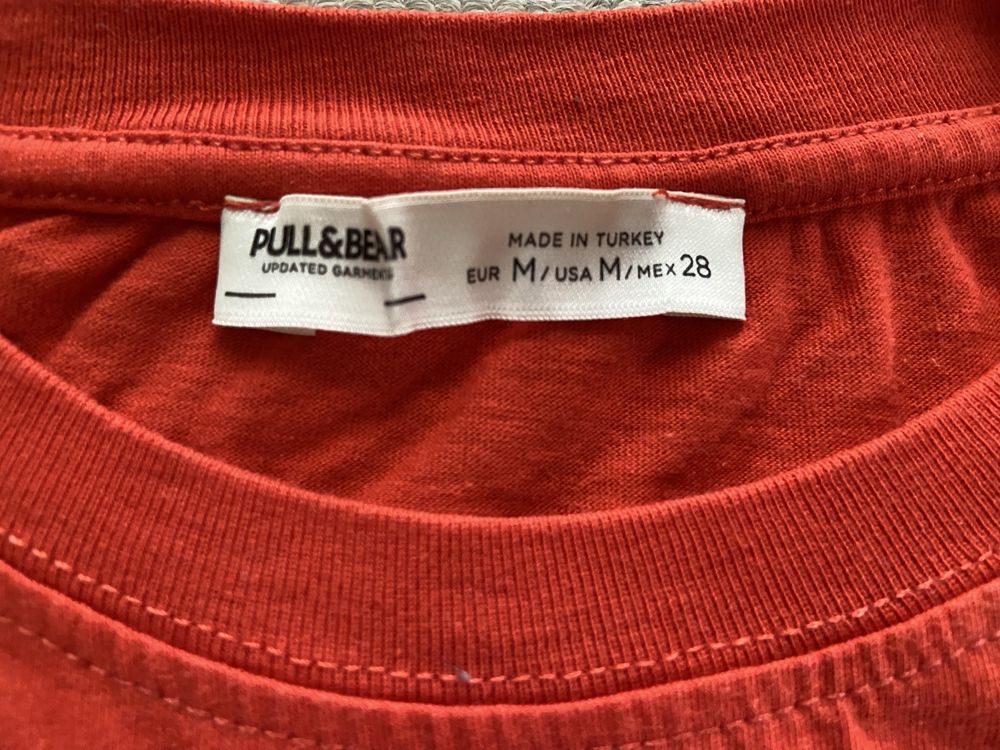 PULL&BEAR
UPDATED GARMENTS
MADE IN TURKEY
EUR M/USA M/MEX 28